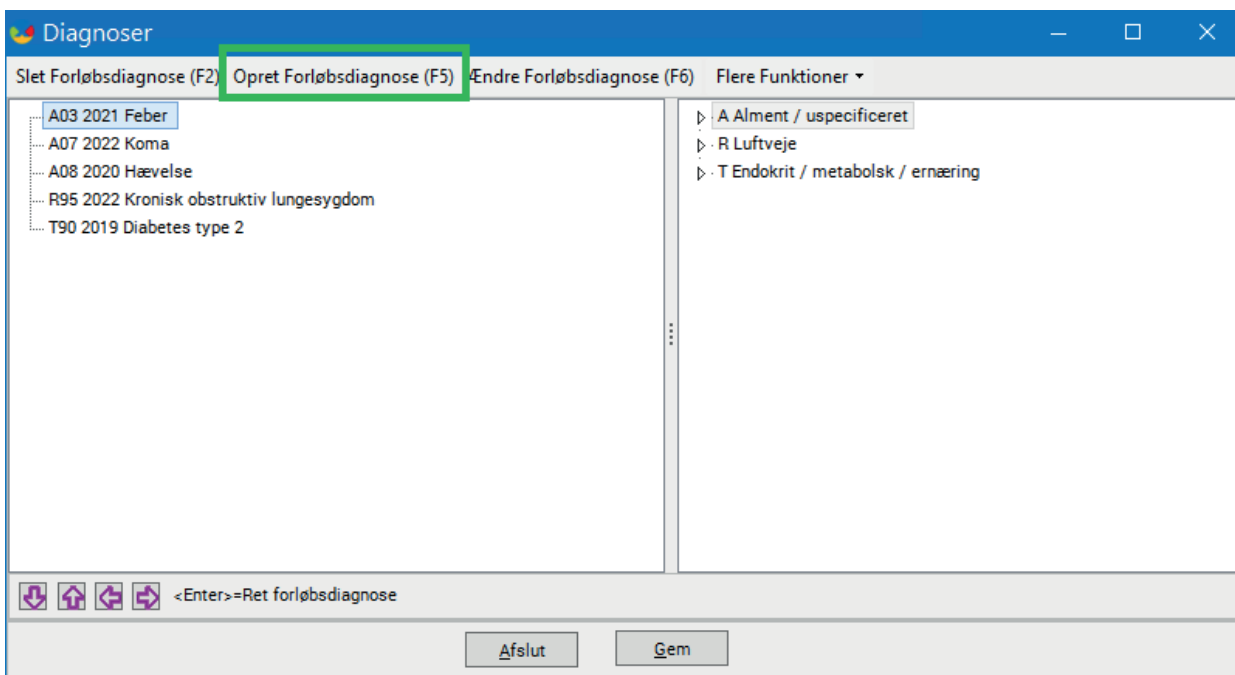 Diagnoser
Slet Forløbsdiagnose (F2) Opret Forløbsdiagnose (F5) Ændre Forløbsdiagnose (F6) Flere Funktioner
A03 2021 Feber
A07 2022 Koma
A08 2020 Hævelse
R95 2022 Kronisk obstruktiv lungesygdom
T90 2019 Diabetes type 2
A Alment / uspecificeret
R Luftveje
T Endokrit / metabolsk / ernæring
<Enter>=Ret forløbsdiagnose
Afslut Gem